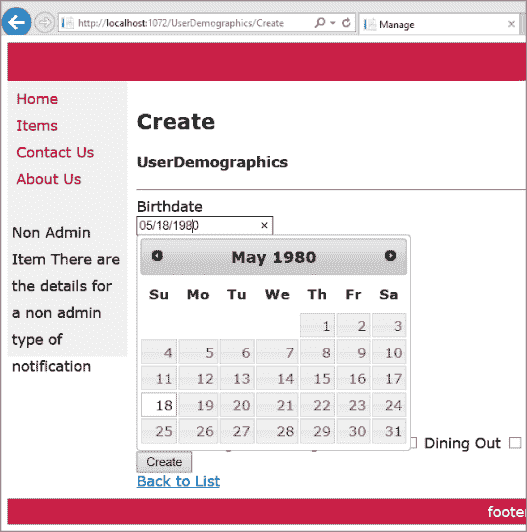 http://localhost:1072/UserDemographics/Create
Manage
Home
Items
Contact Us
About Us
Non Admin
Item There are
the details for
a non admin
type of
notification
Create
UserDemographics
Birthdate
05/18/1980
May 1980
Su Mo Tu We Th Fr Sa
1 2 3
4 5 6 7 8 9 10
11 12 13 14 15 16 17
18 19 20 21 22 23 24
25 26 27 28 29 30 31
Dining Out
Create
Back to List
foote